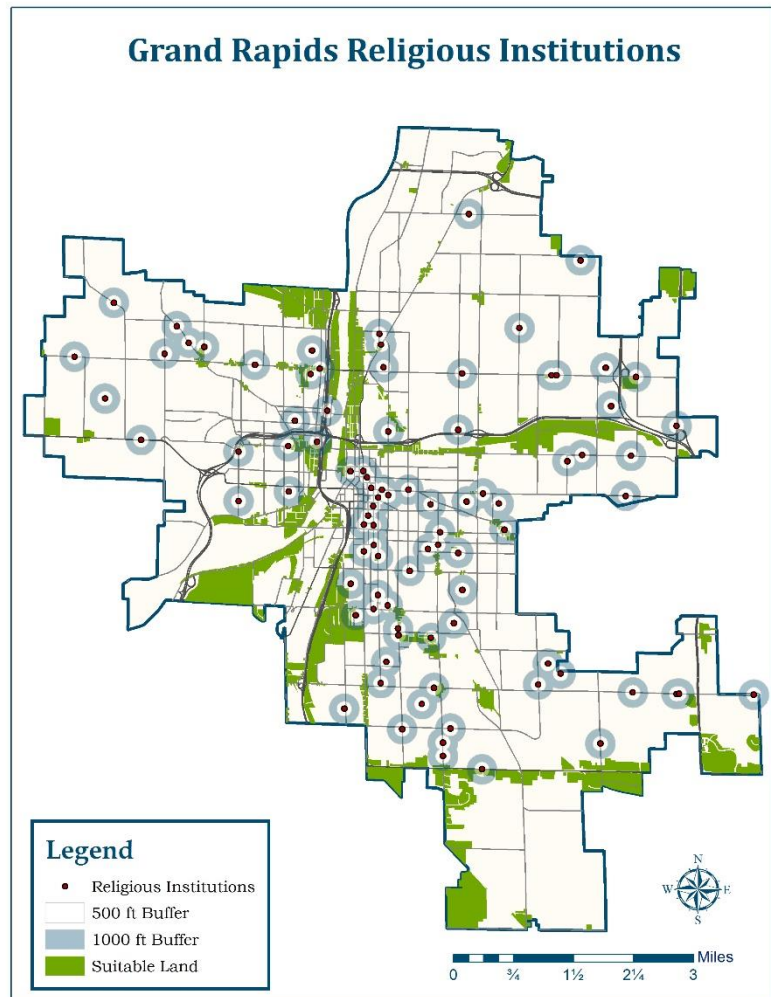 Grand Rapids Religious Institutions
Legend
Religious Institutions
500 ft Buffer
1000 ft Buffer
Suitable Land
N
W E
S
Miles
0 ¾ 1½ 2¼ 3